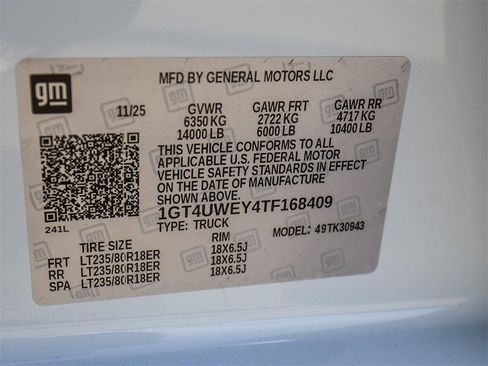 gm
MFD BY GENERAL MOTORS LLC
11/25 GVWR GAWR FRT GAWR RR
6350 KG 2722 KG 4717 KG
14000 LB 6000 LB 10400 LB
THIS VEHICLE CONFORMS TO ALL
APPLICABLE U.S. FEDERAL MOTOR
VEHICLE SAFETY STANDARDS IN EFFECT
ON THE DATE OF MANUFACTURE
SHOWN ABOVE.
1GT4UWEY4TF168409
241L TYPE: TRUCK MODEL: 49TK30943
TIRE SIZE RIM
FRT LT235/80R18ER 18X6.5J
RR LT235/80R18ER 18X6.5J
SPA LT235/80R18ER 18X6.5J